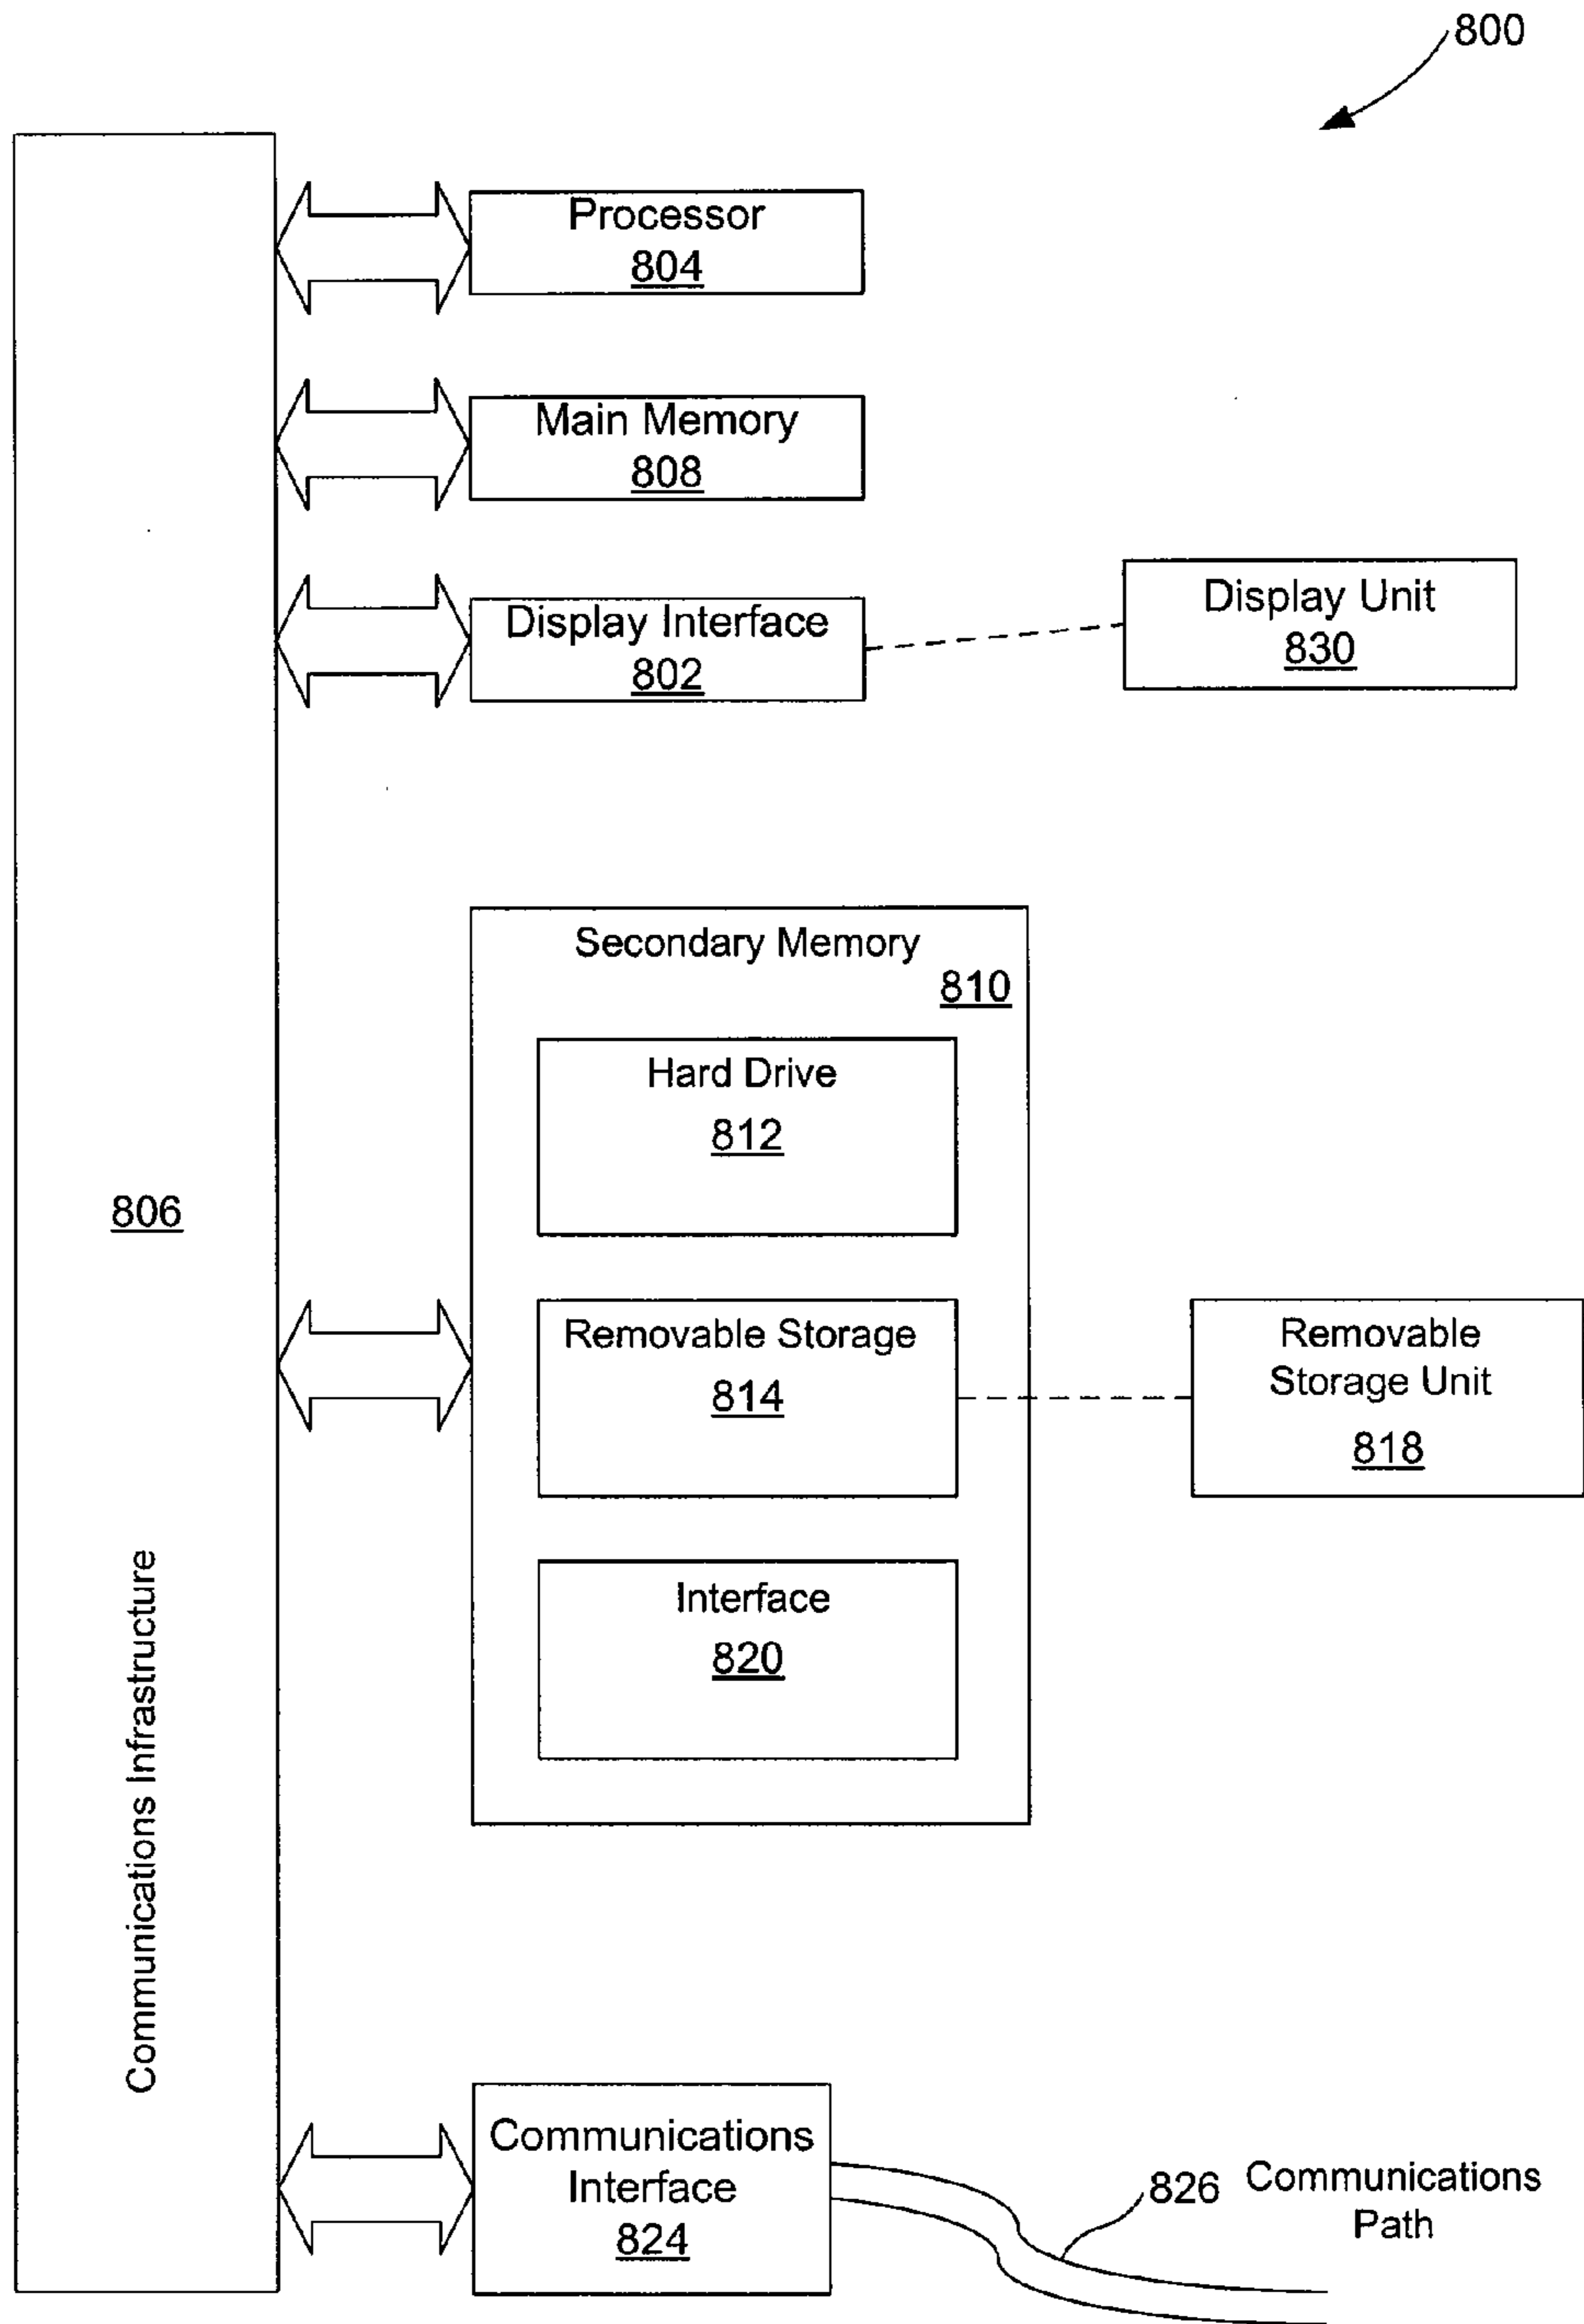 800
Processor
804
Main Memory
808
Display Interface
802
Display Unit
830
Secondary Memory
810
Hard Drive
812
806
Removable Storage
814
Removable
Storage Unit
818
Interface
820
Communications Infrastructure
Communications
Interface
824
826
Communications
Path